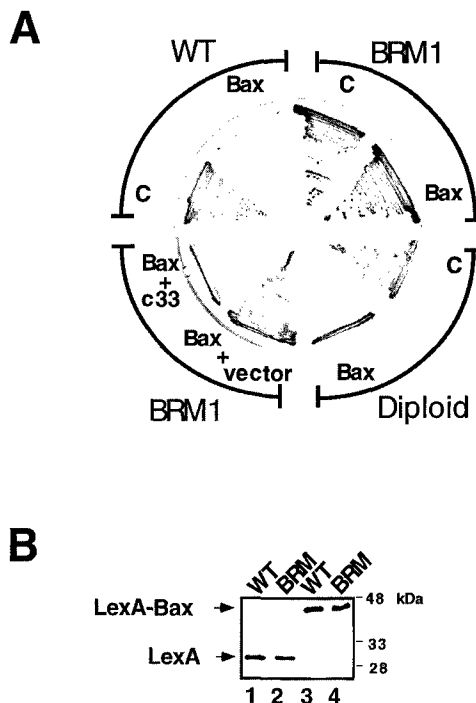 A
WT
BRM1
Bax
C
C
Bax
Bax
+
c33
C
Bax
+
vector
Bax
BRM1
Diploid
B
WT BRM WT BRM
LexA-Bax
48 kDa
33
LexA
28
1 2 3 4